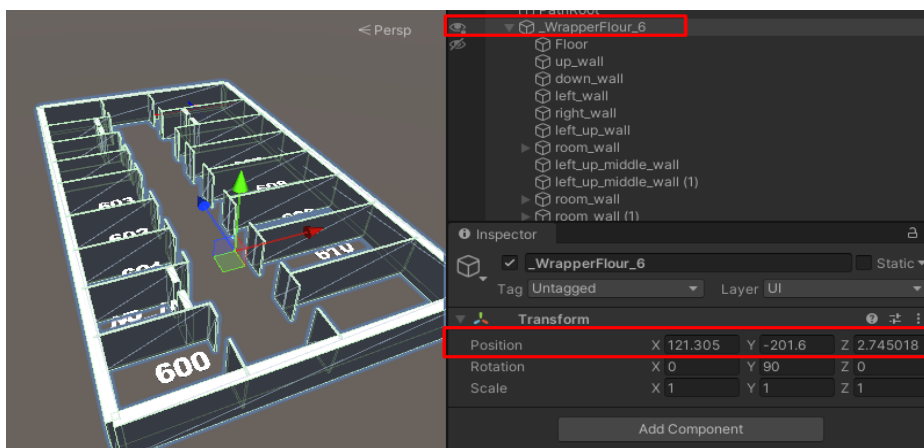 Persp
_WrapperFlour_6
Floor
up_wall
down_wall
left_wall
right_wall
left_up_wall
room_wall
left_up_middle_wall
left_up_middle_wall (1)
room_wall
room_wall (1)
Inspector
_WrapperFlour_6
Static
Tag Untagged Layer UI
Transform
Position X 121.305 Y -201.6 Z 2.745018
Rotation X 0 Y 90 Z 0
Scale X 1 Y 1 Z 1
Add Component
603
608
602
601
610
600